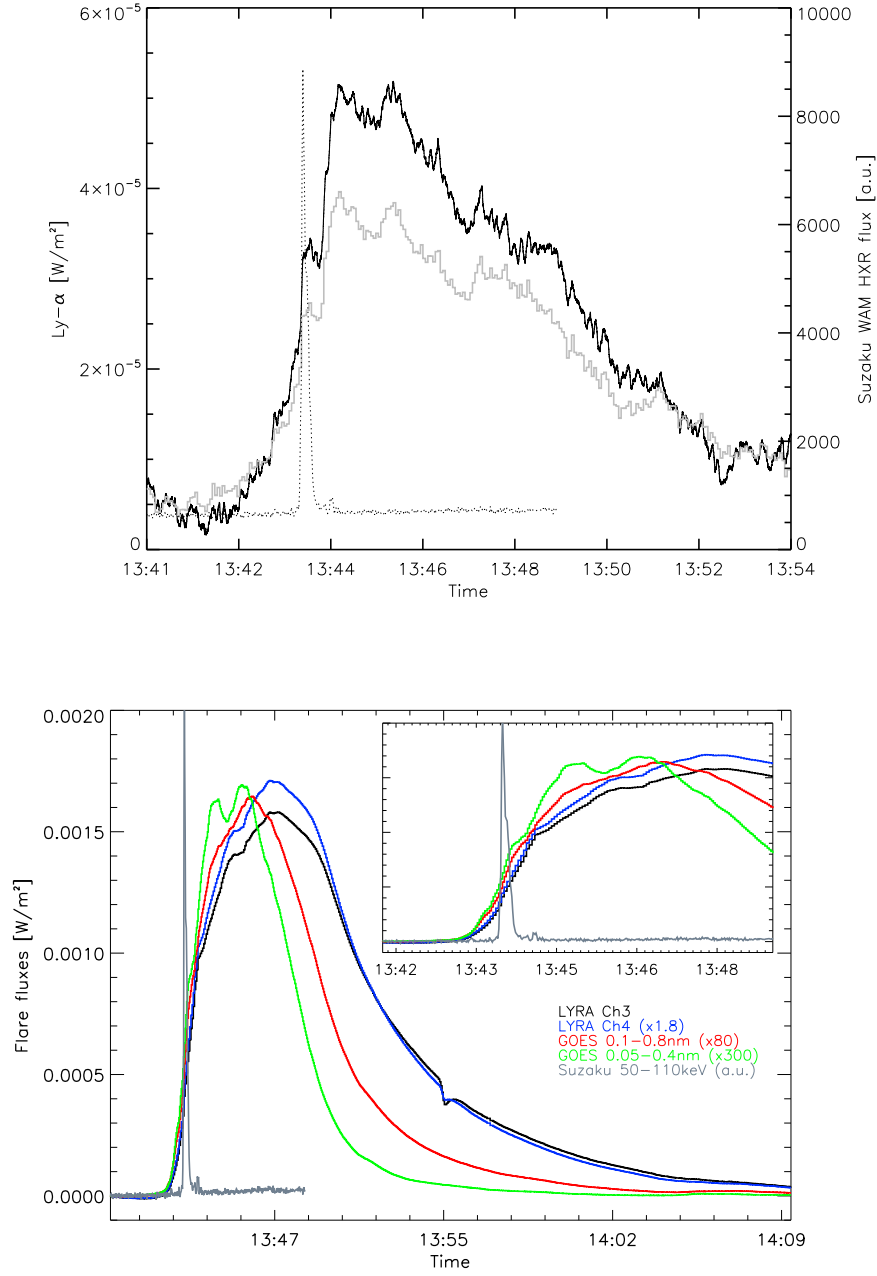 6×10⁻⁵
4×10⁻⁵
2×10⁻⁵
0
Ly-α [W/m²]
10000
8000
6000
4000
2000
0
Suzaku WAM HXR flux [a.u.]
13:41 13:42 13:44 13:46 13:48 13:50 13:52 13:54
Time
0.0020
0.0015
0.0010
0.0005
0.0000
Flare fluxes [W/m²]
13:42 13:43 13:45 13:46 13:48
LYRA Ch3
LYRA Ch4 (x1.8)
GOES 0.1-0.8nm (x80)
GOES 0.05-0.4nm (x300)
Suzaku 50-110keV (a.u.)
13:47 13:55 14:02 14:09
Time